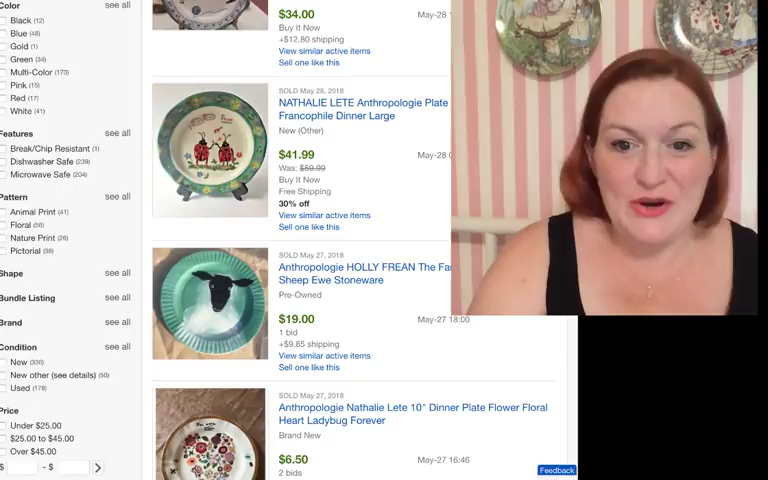 Color see all
Black (12)
Blue (48)
Gold (1)
Green (34)
Multi-Color (173)
Pink (15)
Red (17)
White (41)
Features see all
Break/Chip Resistant (1)
Dishwasher Safe (239)
Microwave Safe (204)
Pattern see all
Animal Print (41)
Floral (56)
Nature Print (26)
Pictorial (38)
Shape see all
Bundle Listing see all
Brand see all
Condition see all
New (330)
New other (see details) (50)
Used (178)
Price
Under $25.00
$25.00 to $45.00
Over $45.00
$ - $
$34.00 May-28
Buy It Now
+$12.80 shipping
View similar active items
Sell one like this
SOLD May 28, 2018
NATHALIE LETE Anthropologie Plate
Francophile Dinner Large
New (Other)
$41.99 May-28
Was: $59.99
Buy It Now
Free Shipping
30% off
View similar active items
Sell one like this
SOLD May 27, 2018
Anthropologie HOLLY FREAN The
Sheep Ewe Stoneware
Pre-Owned
$19.00 May-27 18:00
1 bid
+$9.85 shipping
View similar active items
Sell one like this
SOLD May 27, 2018
Anthropologie Nathalie Lete 10" Dinner Plate Flower Floral
Heart Ladybug Forever
Brand New
$6.50 May-27 16:46
2 bids
Feedback